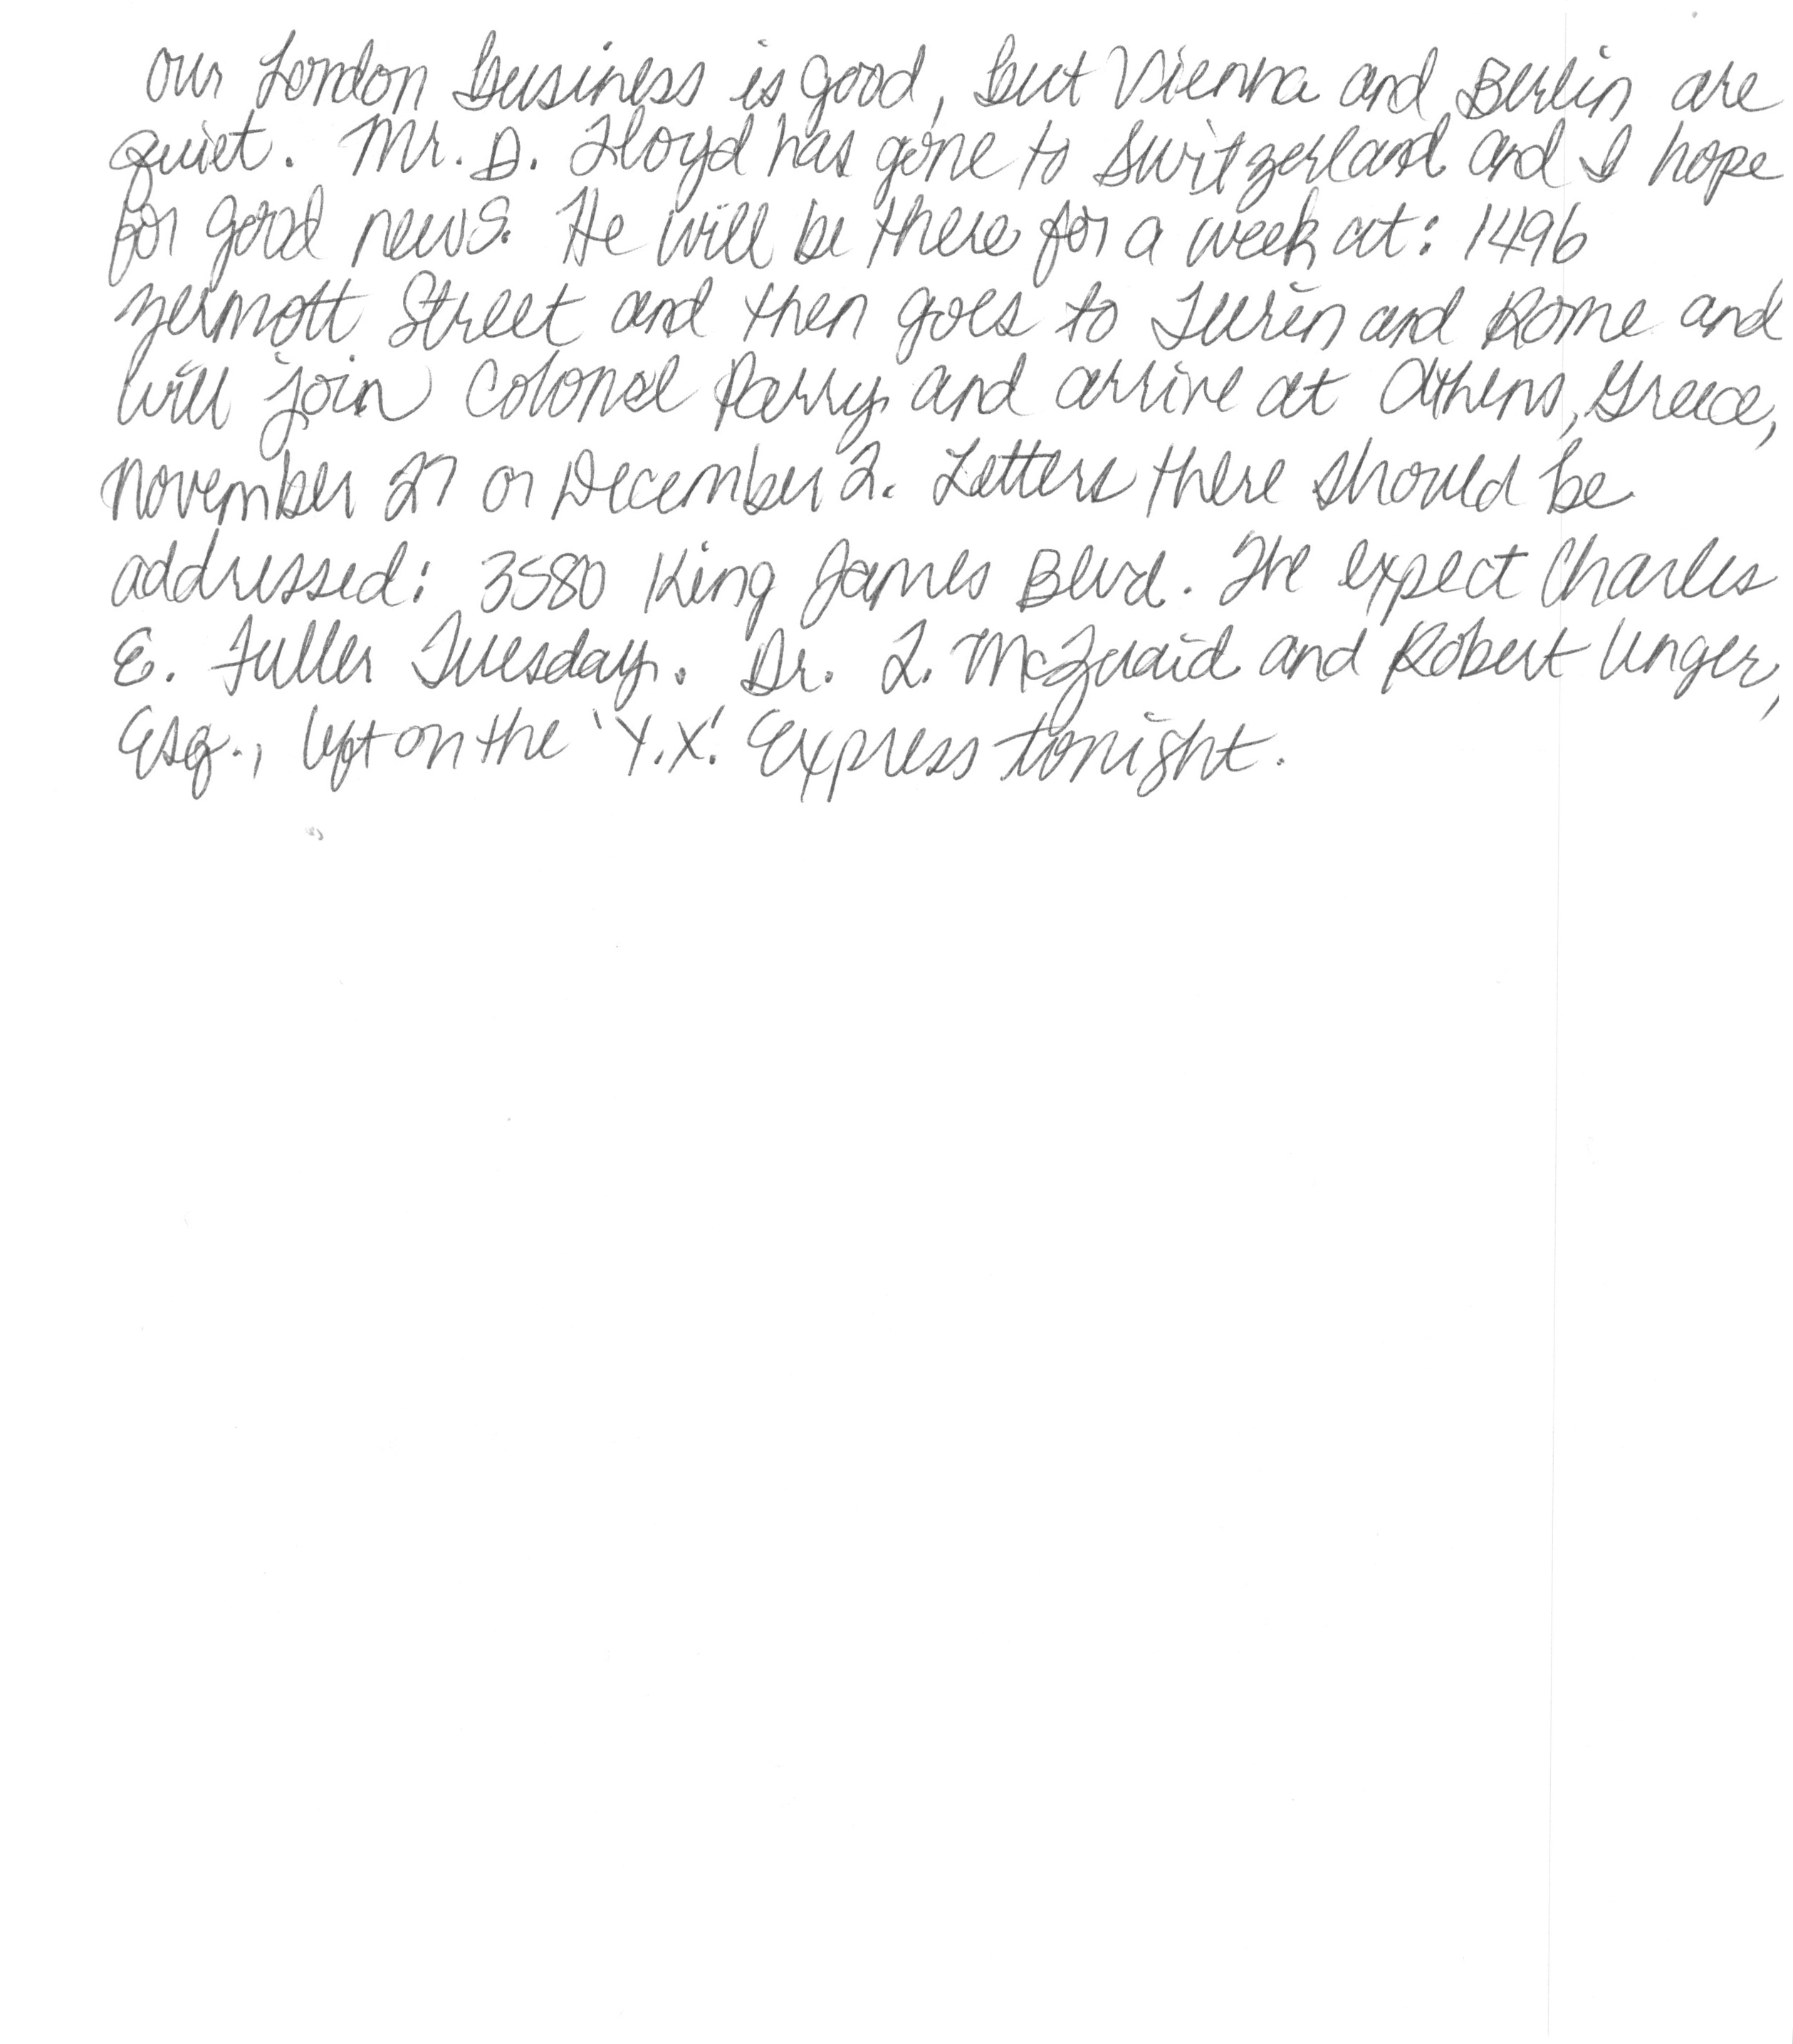 Our London business is good, but Vienna and Berlin are
quiet. Mr. D. Lloyd has gone to Switzerland and I hope
for good news. He will be there for a week at: 1496
Zermott Street and then goes to Turin and Rome and
will join Colonel Parry and arrive at Athens, Greece,
November 27 or December 2. Letters there should be
addressed: 3580 King James Blvd. We expect Charles
E. Fuller Tuesday. Dr. L. McQuaid and Robert Unger,
Esq., left on the 'Y.X.' Express tonight.